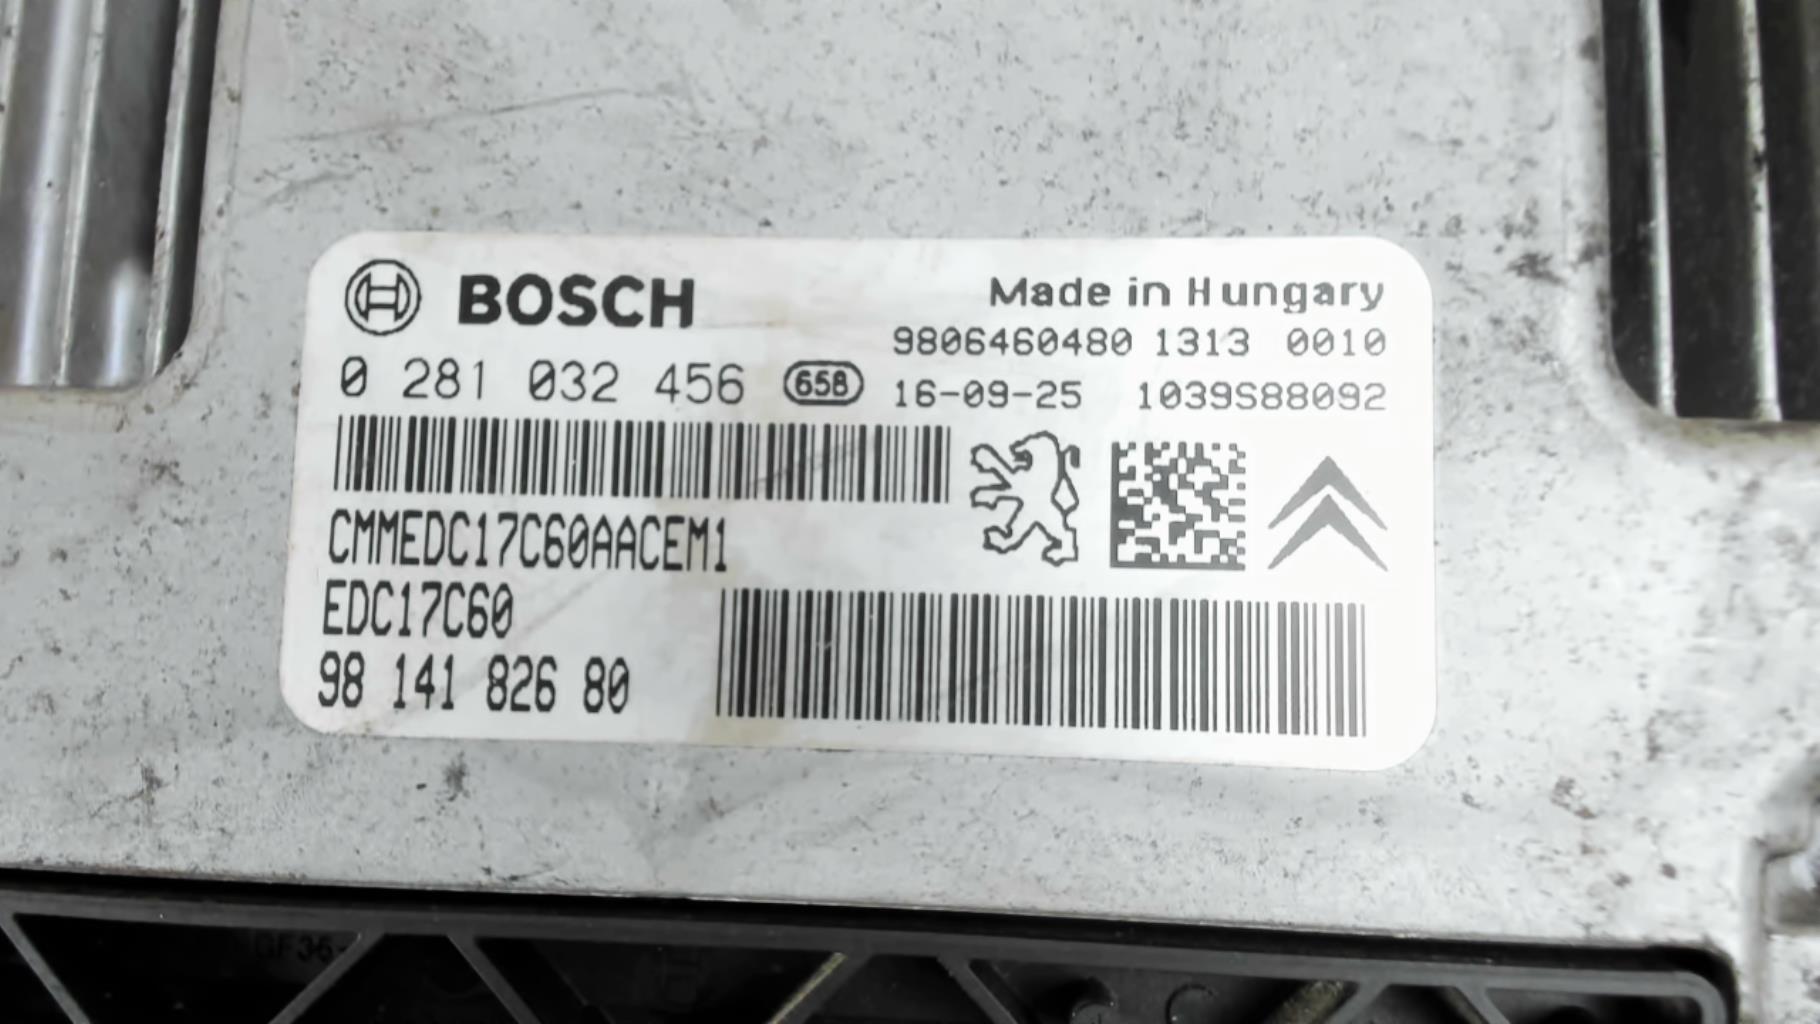 BOSCH
Made in Hungary
9806460480 1313 0010
0 281 032 456 658
16-09-25 1039S88092
CMMEDC17C60AACEM1
EDC17C60
98 141 826 80